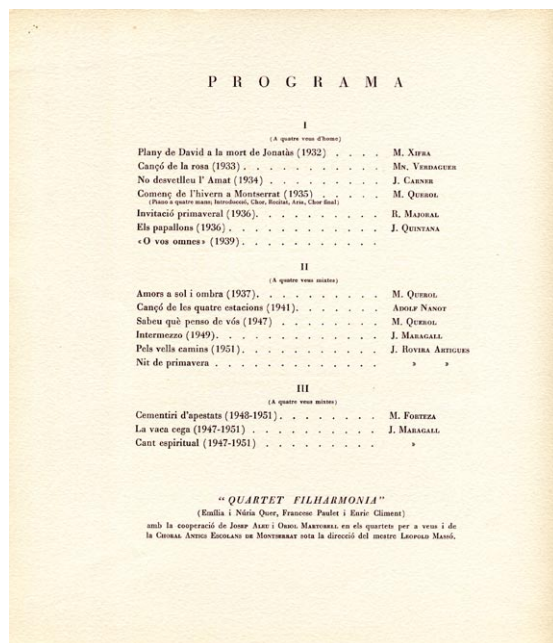 PROGRAMA
I
(A quatre veus d'home)
Plany de David a la mort de Jonatàs (1932) . . . . M. Xifra
Cançó de la rosa (1933) . . . . . . . . . Mn. Verdaguer
No desvetlleu l'Amat (1934) . . . . . . . . J. Carner
Començ de l'hivern a Montserrat (1935) . . . . . M. Querol
(Piano a quatre mans; Introducció, Chor, Recitat, Aria, Chor final)
Invitació primaveral (1936). . . . . . . . . R. Majoral
Els papallons (1936) . . . . . . . . . . J. Quintana
«O vos omnes» (1939). . . . . . . . . .
II
(A quatre veus mixtes)
Amors a sol i ombra (1937). . . . . . . . . M. Querol
Cançó de les quatre estacions (1941). . . . . . . Adolf Nanot
Sabeu què penso de vós (1947) . . . . . . . M. Querol
Intermezzo (1949). . . . . . . . . . . J. Maragall
Pels vells camins (1951). . . . . . . . . . J. Rovira Artigues
Nit de primavera . . . . . . . . . . . » »
III
(A quatre veus mixtes)
Cementiri d'apestats (1948-1951). . . . . . . . M. Forteza
La vaca cega (1947-1951) . . . . . . . . . J. Maragall
Cant espiritual (1947-1951) . . . . . . . . . »
"QUARTET FILHARMONIA"
(Emília i Núria Quer, Francesc Paulet i Enric Climent)
amb la cooperació de Josep Aleu i Oriol Martorell en els quartets per a veus i de
la Choral Antics Escolans de Montserrat sota la direcció del mestre Leopold Massó.